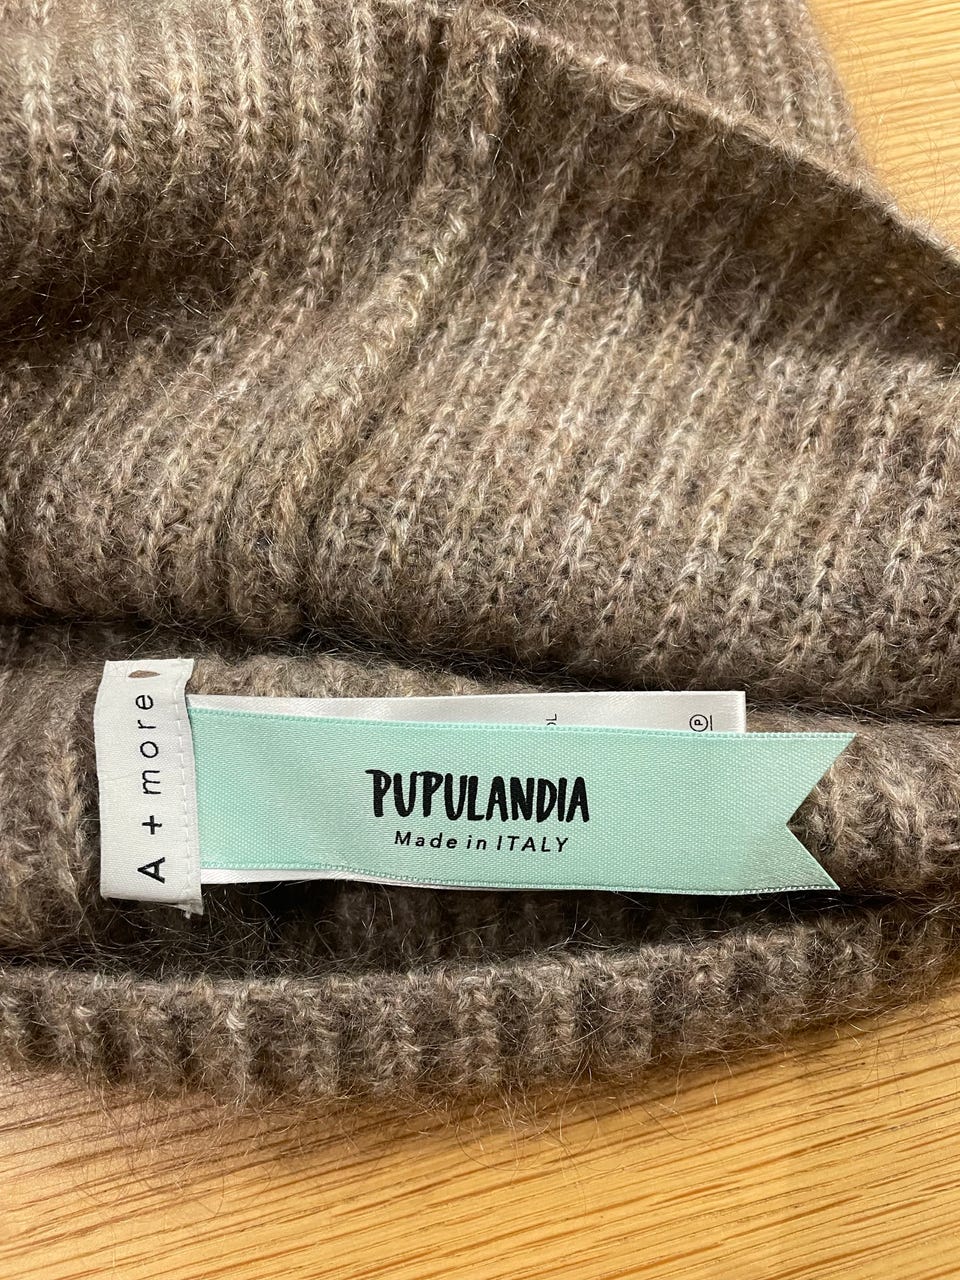 A + more
PUPULANDIA
Made in ITALY
P